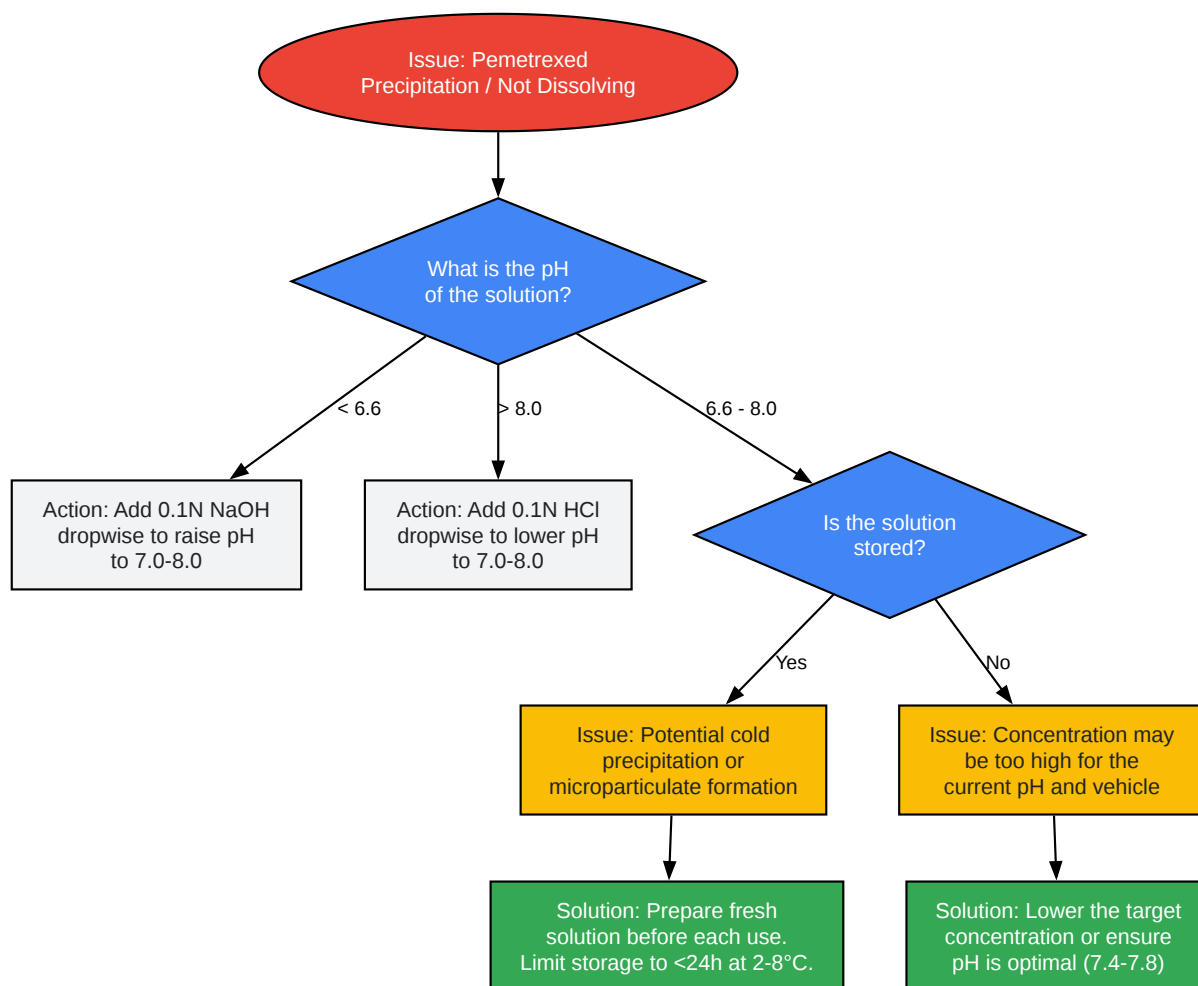 Issue: Pemetrexed
Precipitation / Not Dissolving
What is the pH
of the solution?
< 6.6
> 8.0
6.6 - 8.0
Action: Add 0.1N NaOH
dropwise to raise pH
to 7.0-8.0
Action: Add 0.1N HCl
dropwise to lower pH
to 7.0-8.0
Is the solution
stored?
Yes
No
Issue: Potential cold
precipitation or
microparticulate formation
Issue: Concentration may
be too high for the
current pH and vehicle
Solution: Prepare fresh
solution before each use.
Limit storage to <24h at 2-8°C.
Solution: Lower the target
concentration or ensure
pH is optimal (7.4-7.8)